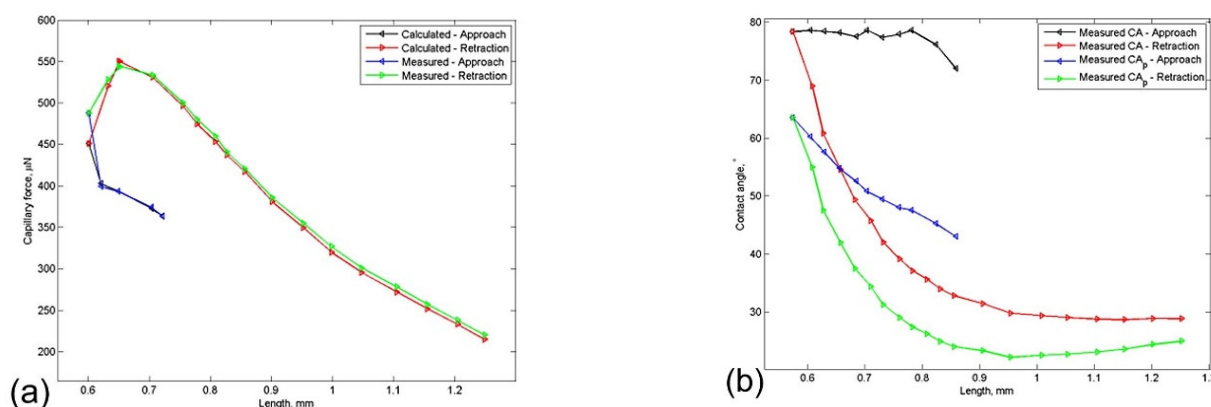 600
550
500
450
400
350
300
250
200
Capillary force, µN
Calculated - Approach
Calculated - Retraction
Measured - Approach
Measured - Retraction
0.6 0.7 0.8 0.9 1 1.1 1.2
Length, mm
(a)
80
70
60
50
40
30
Contact angle, °
Measured CA - Approach
Measured CA - Retraction
Measured CAp - Approach
Measured CAp - Retraction
0.6 0.7 0.8 0.9 1 1.1 1.2
Length, mm
(b)